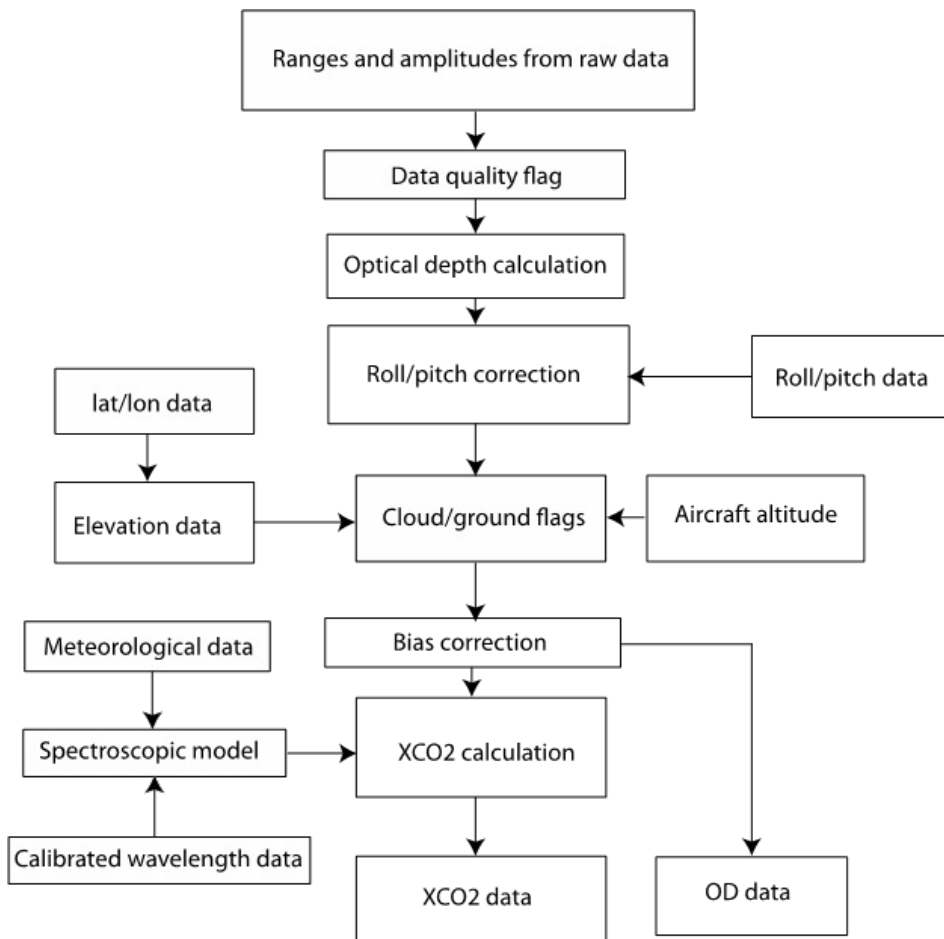 Ranges and amplitudes from raw data
Data quality flag
Optical depth calculation
Roll/pitch correction
Roll/pitch data
lat/lon data
Elevation data
Cloud/ground flags
Aircraft altitude
Meteorological data
Bias correction
Spectroscopic model
XCO2 calculation
Calibrated wavelength data
XCO2 data
OD data